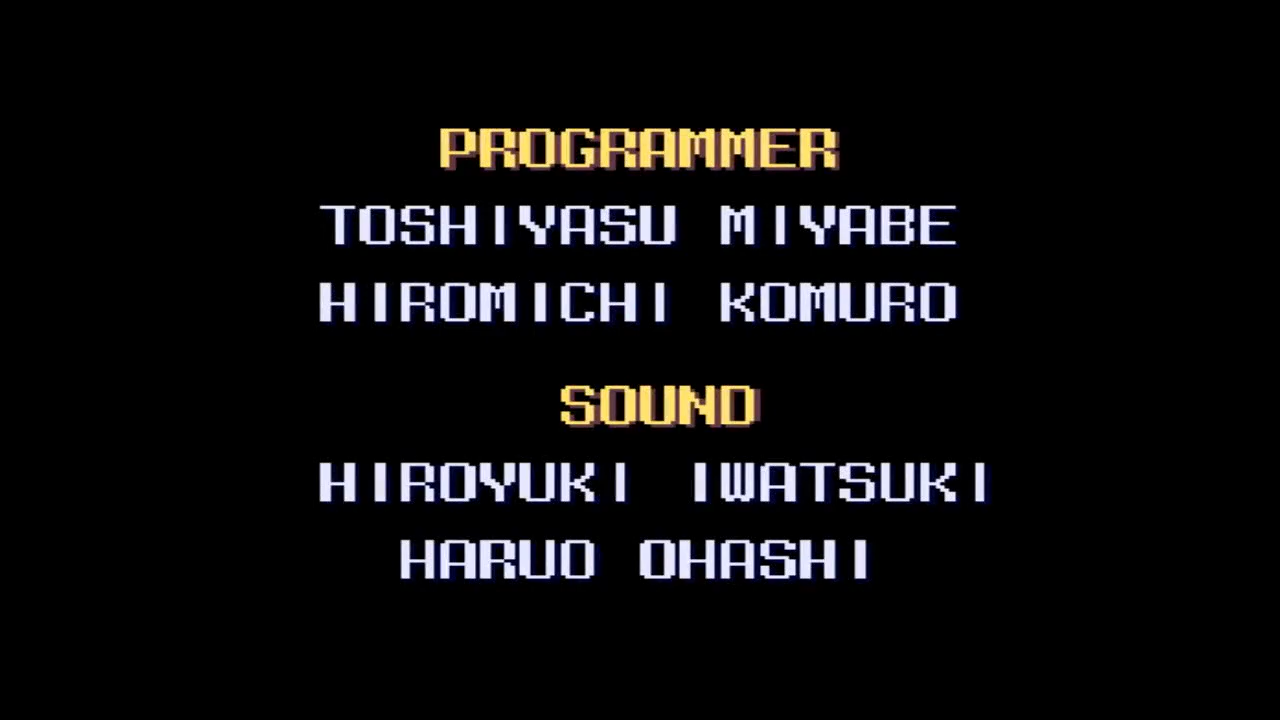 PROGRAMMER
TOSHIYASU MIYABE
HIROMICHI KOMURO
SOUND
HIROYUKI IWATSUKI
HARUO OHASHI